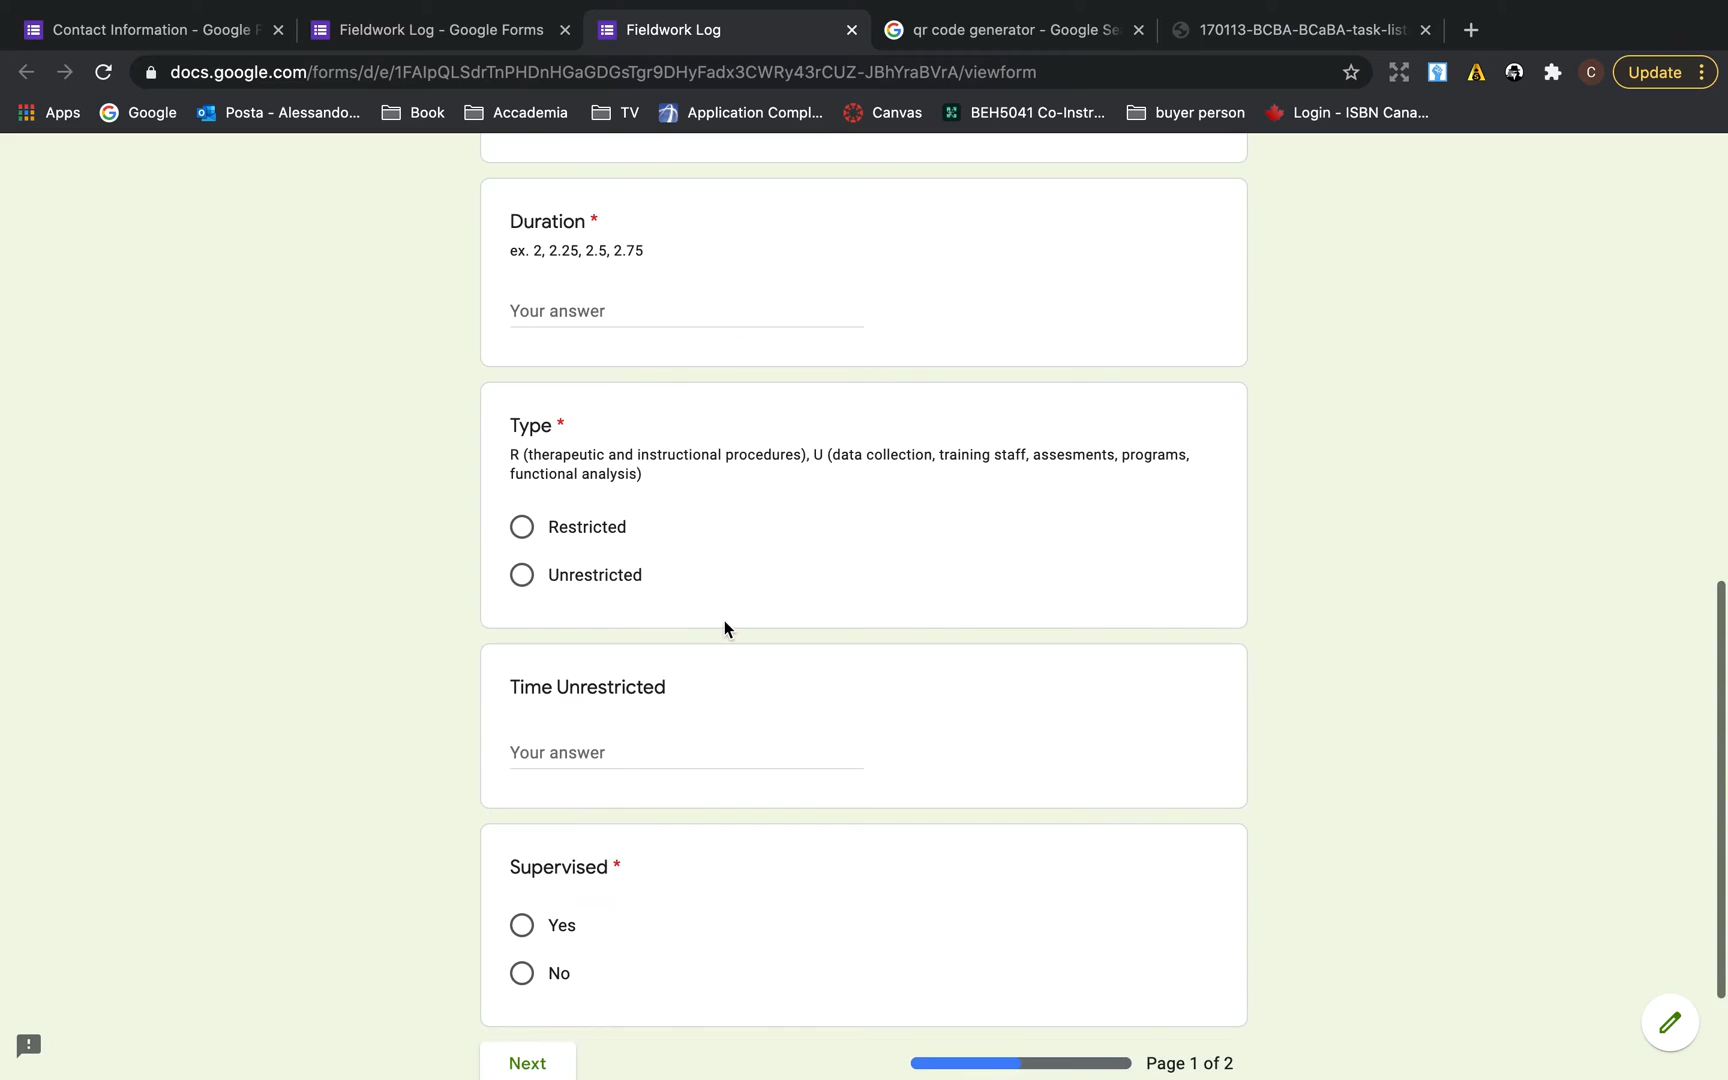 Contact Information - Google F
Fieldwork Log - Google Forms
Fieldwork Log
qr code generator - Google Se
170113-BCBA-BCaBA-task-list
docs.google.com/forms/d/e/1FAIpQLSdrTnPHDnHGaGDGsTgr9DHyFadx3CWRy43rCUZ-JBhYraBVrA/viewform
C
Update
Apps
Google
Posta - Alessando...
Book
Accademia
TV
Application Compl...
Canvas
BEH5041 Co-Instr...
buyer person
Login - ISBN Cana...
Duration *
ex. 2, 2.25, 2.5, 2.75
Your answer
Type *
R (therapeutic and instructional procedures), U (data collection, training staff, assesments, programs,
functional analysis)
Restricted
Unrestricted
Time Unrestricted
Your answer
Supervised *
Yes
No
Next
Page 1 of 2